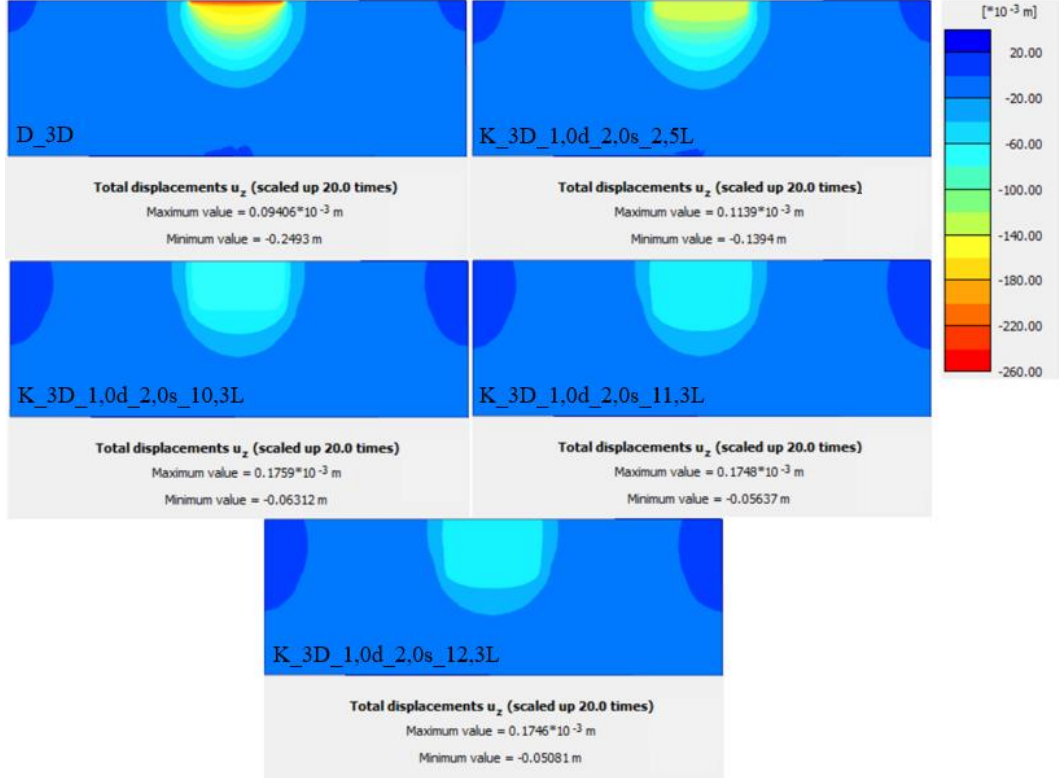 [*10 -3 m]
20.00
-20.00
-60.00
-100.00
-140.00
-180.00
-220.00
-260.00
D_3D
Total displacements uz (scaled up 20.0 times)
Maximum value = 0.09406*10 -3 m
Minimum value = -0.2493 m
K_3D_1,0d_2,0s_2,5L
Total displacements uz (scaled up 20.0 times)
Maximum value = 0.1139*10 -3 m
Minimum value = -0.1394 m
K_3D_1,0d_2,0s_10,3L
Total displacements uz (scaled up 20.0 times)
Maximum value = 0.1759*10 -3 m
Minimum value = -0.06312 m
K_3D_1,0d_2,0s_11,3L
Total displacements uz (scaled up 20.0 times)
Maximum value = 0.1748*10 -3 m
Minimum value = -0.05637 m
K_3D_1,0d_2,0s_12,3L
Total displacements uz (scaled up 20.0 times)
Maximum value = 0.1746*10 -3 m
Minimum value = -0.05081 m